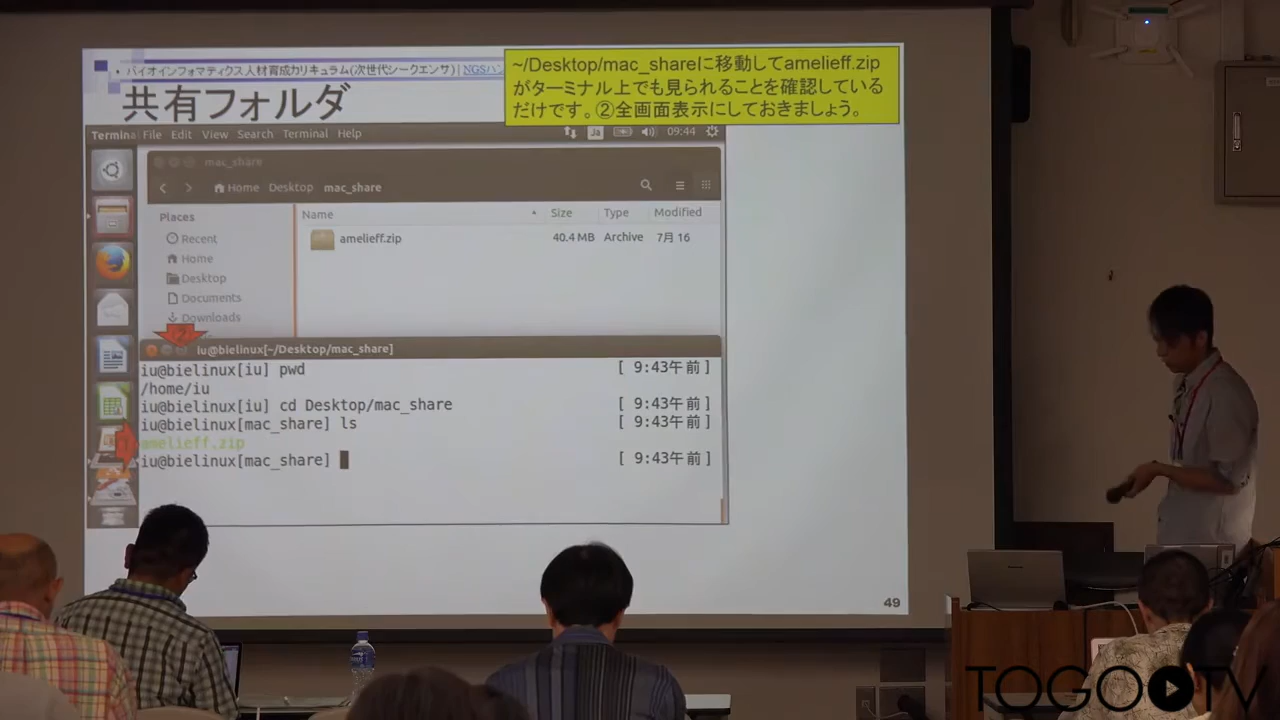 ・バイオインフォマティクス人材育成カリキュラム(次世代シークエンサ) | NGSハン
共有フォルダ
~/Desktop/mac_shareに移動してamelieff.zip
がターミナル上でも見られることを確認している
だけです。②全画面表示にしておきましょう。
Termina File Edit View Search Terminal Help
Ja 09:44
mac_share
Home Desktop mac_share
Places
Recent
Home
Desktop
Documents
Downloads
Name Size Type Modified
amelieff.zip 40.4 MB Archive 7月 16
②
iu@bielinux[~/Desktop/mac_share]
iu@bielinux[iu] pwd [ 9:43午前]
/home/iu
iu@bielinux[iu] cd Desktop/mac_share [ 9:43午前]
iu@bielinux[mac_share] ls [ 9:43午前]
amelieff.zip
iu@bielinux[mac_share] [ 9:43午前]
49
TOGOTV